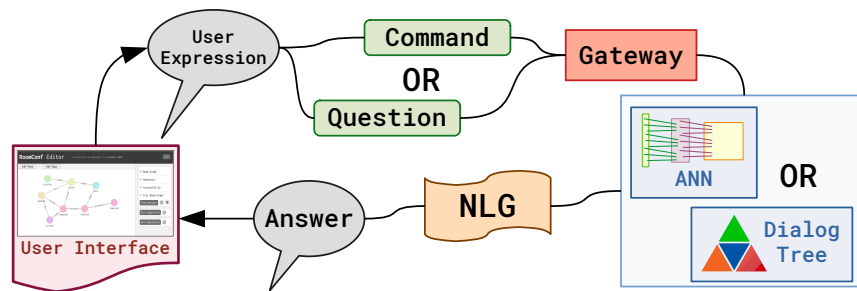 User
Expression
Command
OR
Question
Gateway
ANN
OR
Dialog
Tree
NLG
Answer
RoomConf Editor
User Interface